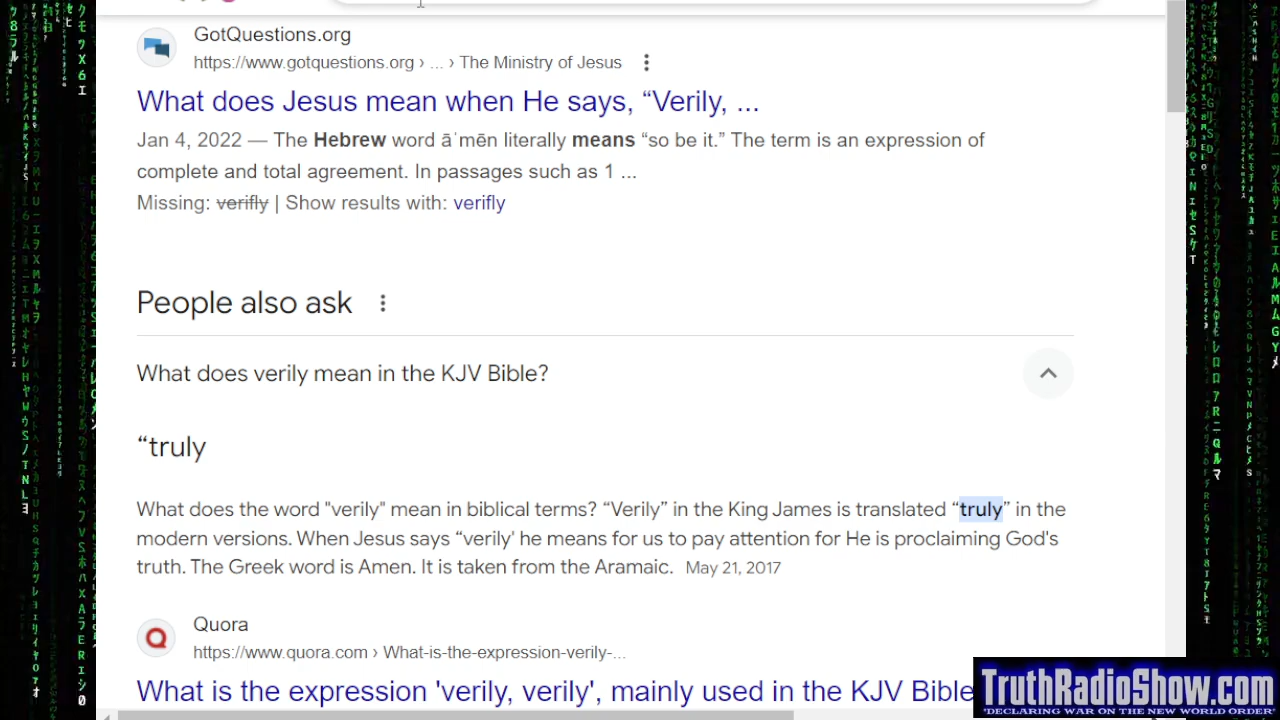 GotQuestions.org
https://www.gotquestions.org › ... › The Ministry of Jesus
What does Jesus mean when He says, “Verily, ...
Jan 4, 2022 — The Hebrew word āˈmēn literally means “so be it.” The term is an expression of
complete and total agreement. In passages such as 1 ...
Missing: verifly | Show results with: verifly
People also ask
What does verily mean in the KJV Bible?
“truly
What does the word "verily" mean in biblical terms? “Verily” in the King James is translated “truly” in the
modern versions. When Jesus says “verily' he means for us to pay attention for He is proclaiming God's
truth. The Greek word is Amen. It is taken from the Aramaic. May 21, 2017
Quora
https://www.quora.com › What-is-the-expression-verily-...
What is the expression 'verily, verily', mainly used in the KJV Bible
TruthRadioShow.com
'DECLARING WAR ON THE NEW WORLD ORDER'